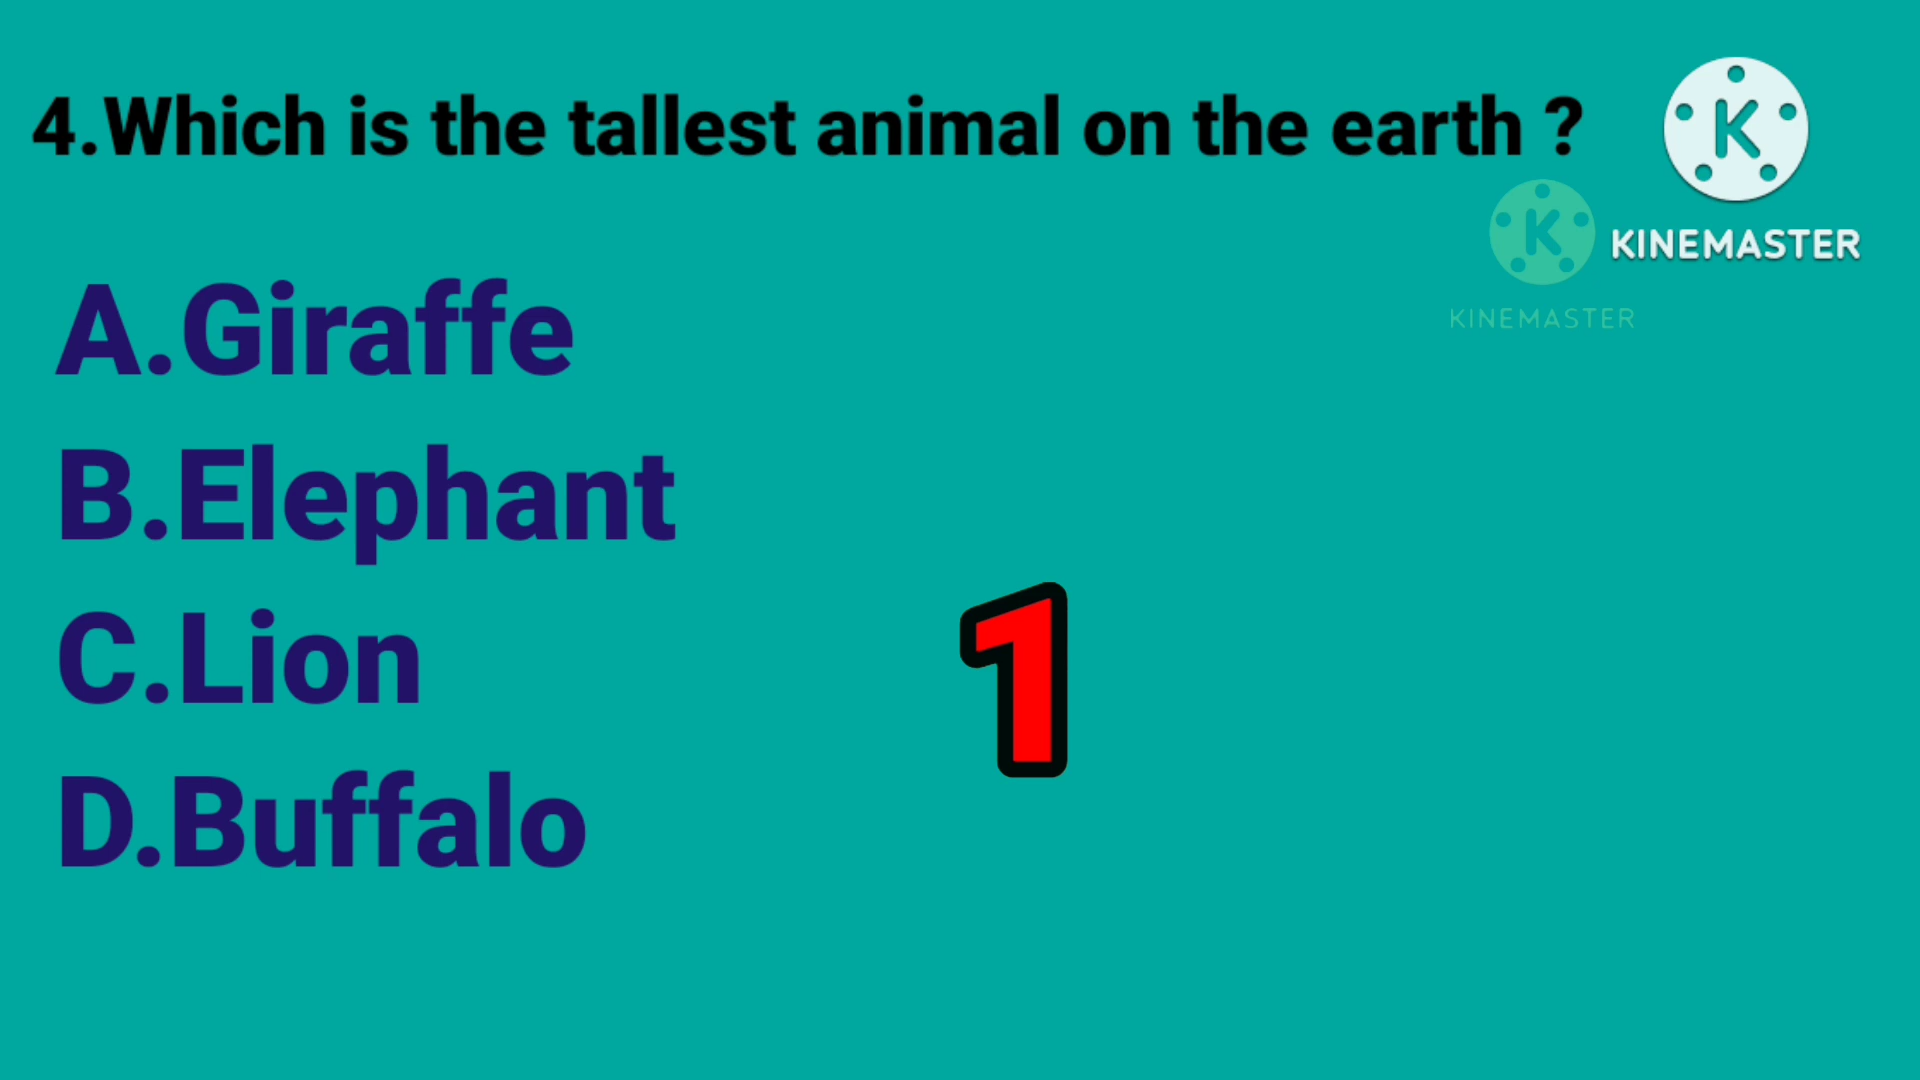 4.Which is the tallest animal on the earth ?
K
KINEMASTER
K
KINEMASTER
A.Giraffe
B.Elephant
C.Lion
D.Buffalo
1